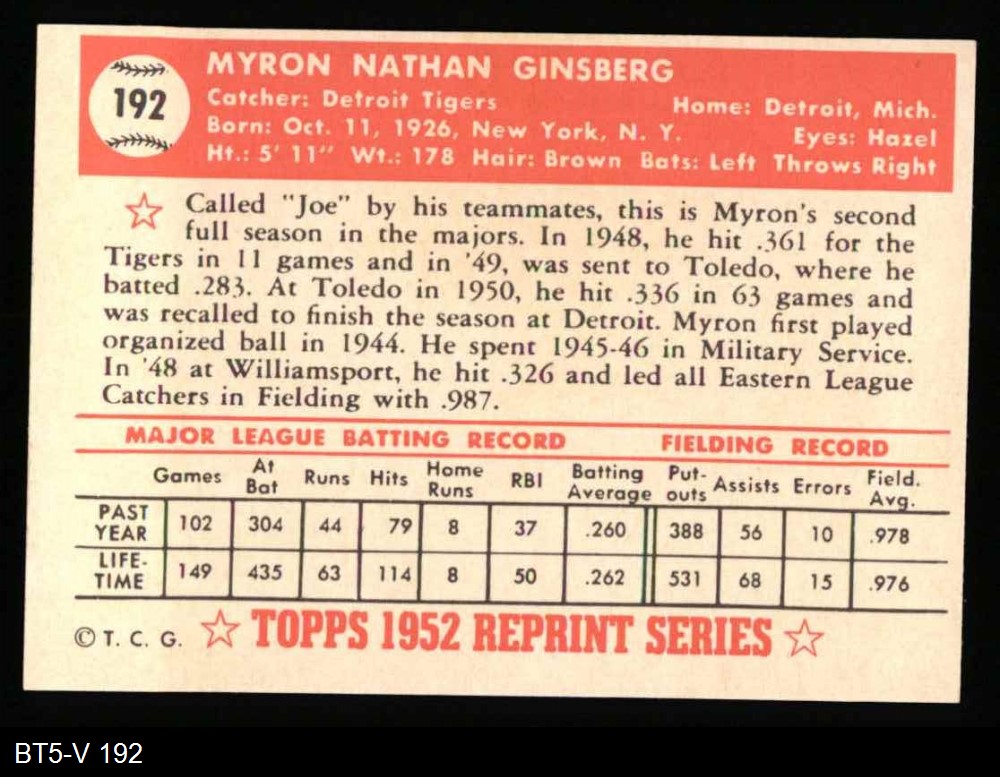 MYRON NATHAN GINSBERG
192
Catcher: Detroit Tigers Home: Detroit, Mich.
Born: Oct. 11, 1926, New York, N. Y. Eyes: Hazel
Ht.: 5' 11" Wt.: 178 Hair: Brown Bats: Left Throws Right
Called "Joe" by his teammates, this is Myron's second
full season in the majors. In 1948, he hit .361 for the
Tigers in 11 games and in '49, was sent to Toledo, where he
batted .283. At Toledo in 1950, he hit .336 in 63 games and
was recalled to finish the season at Detroit. Myron first played
organized ball in 1944. He spent 1945-46 in Military Service.
In '48 at Williamsport, he hit .326 and led all Eastern League
Catchers in Fielding with .987.
MAJOR LEAGUE BATTING RECORD FIELDING RECORD
Games At Bat Runs Hits Home Runs RBI Batting Average Put-outs Assists Errors Field. Avg.
PAST YEAR 102 304 44 79 8 37 .260 388 56 10 .978
LIFE-TIME 149 435 63 114 8 50 .262 531 68 15 .976
© T. C. G. TOPPS 1952 REPRINT SERIES
BT5-V 192